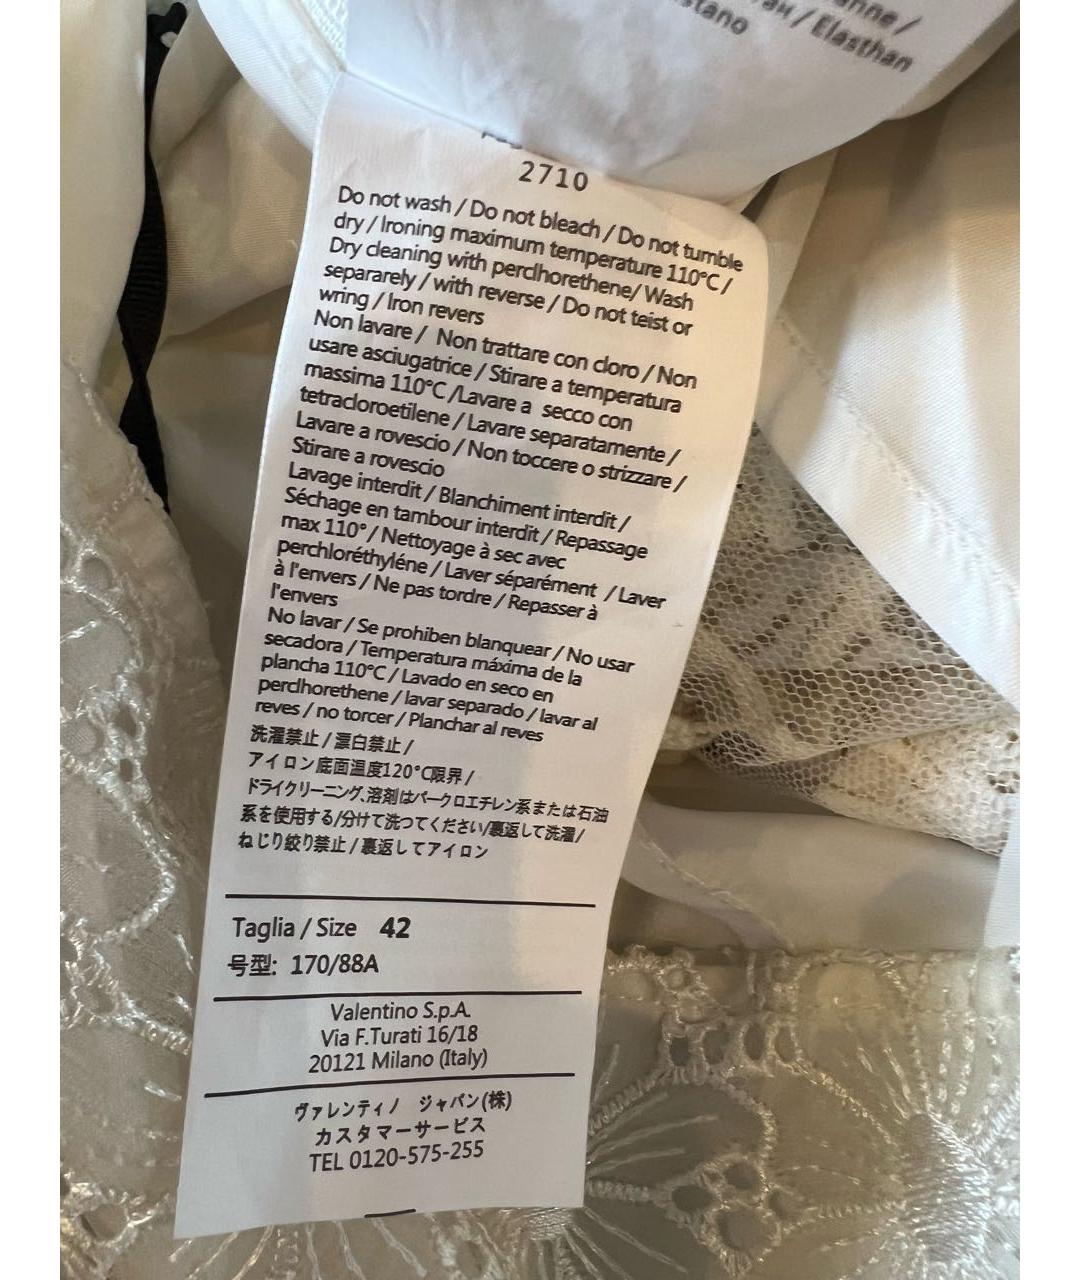 / Elasthan
2710
Do not wash / Do not bleach / Do not tumble
dry / Ironing maximum temperature 110°C /
Dry cleaning with perclhorethene/ Wash
separarely / with reverse / Do not teist or
wring / Iron revers
Non lavare / Non trattare con cloro / Non
usare asciugatrice / Stirare a temperatura
massima 110°C /Lavare a secco con
tetracloroetilene / Lavare separatamente /
Lavare a rovescio / Non toccere o strizzare /
Stirare a rovescio
Lavage interdit / Blanchiment interdit /
Séchage en tambour interdit / Repassage
max 110° / Nettoyage à sec avec
perchloréthyléne / Laver séparément / Laver
à l'envers / Ne pas tordre / Repasser à
l'envers
No lavar / Se prohiben blanquear / No usar
secadora / Temperatura máxima de la
plancha 110°C / Lavado en seco en
perclhorethene / lavar separado / lavar al
reves / no torcer / Planchar al reves
洗濯禁止 / 漂白禁止 /
アイロン底面温度120°C限界 /
ドライクリーニング、溶剤はパークロエチレン系または石油
系を使用する/分けて洗つてください/裏返して洗濯/
ねじり絞り禁止 / 裏返してアイロン
Taglia / Size 42
号型: 170/88A
Valentino S.p.A.
Via F.Turati 16/18
20121 Milano (Italy)
ヴァレンティノ ジャパン(株)
カスタマーサービス
TEL 0120-575-255